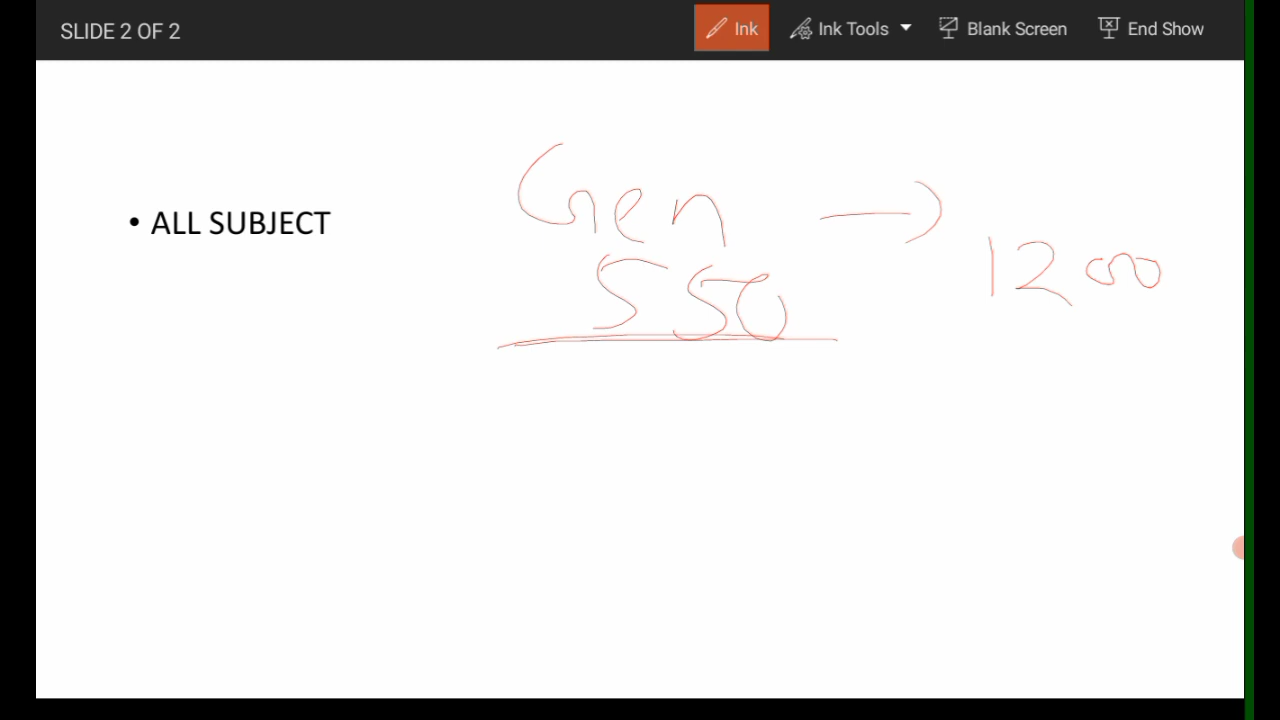 SLIDE 2 OF 2 Ink Ink Tools Blank Screen End Show
• ALL SUBJECT
Gen → 1200
550